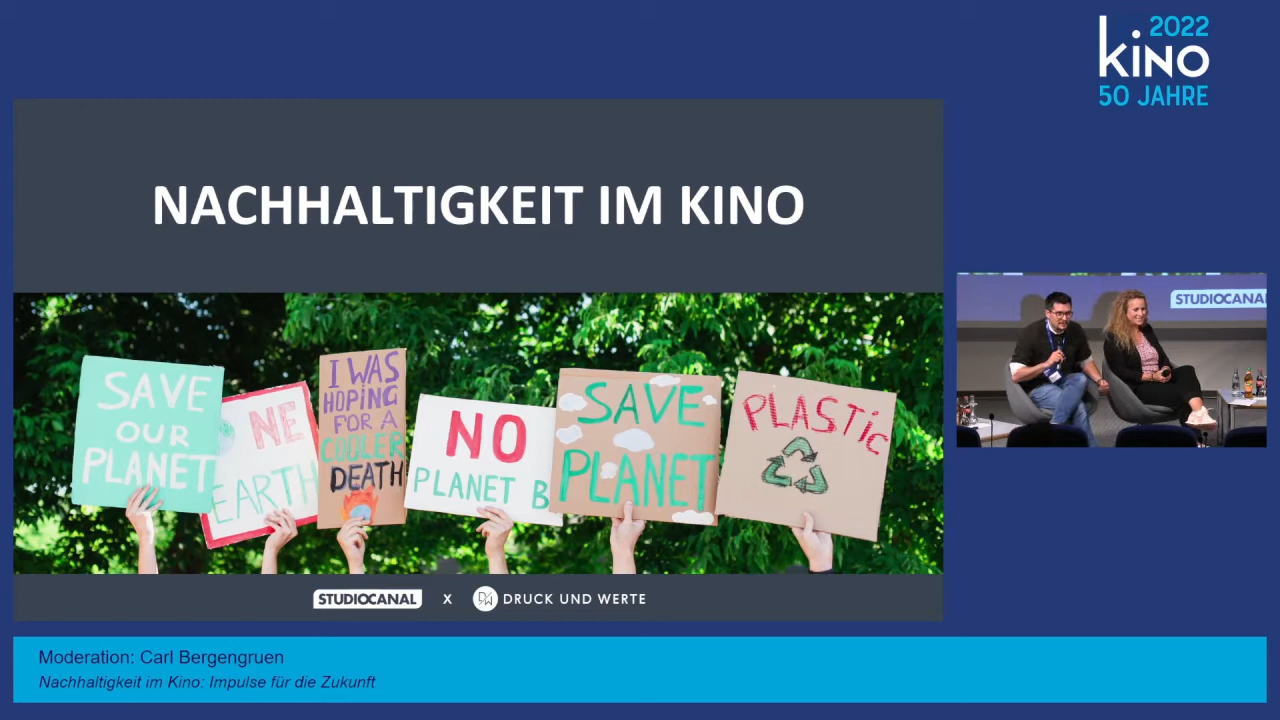 2022
kino
50 JAHRE
NACHHALTIGKEIT IM KINO
SAVE
OUR
PLANET
NE
EARTH
I WAS
HOPING
FOR A
COOLER
DEATH
NO
PLANET B
SAVE
PLANET
PLASTIC
STUDIOCANAL X DRUCK UND WERTE
STUDIOCANAL
Moderation: Carl Bergengruen
Nachhaltigkeit im Kino: Impulse für die Zukunft